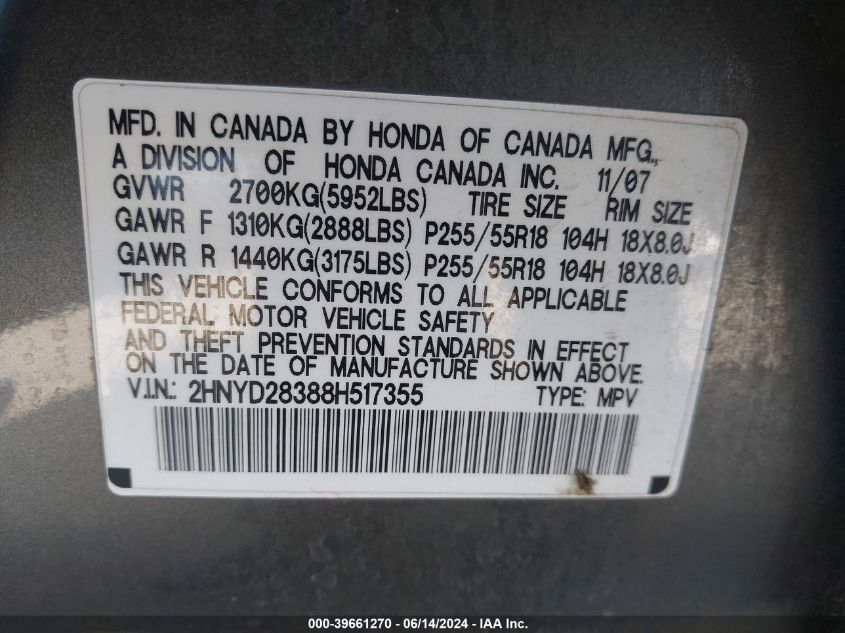 MFD. IN CANADA BY HONDA OF CANADA MFG.,
A DIVISION OF HONDA CANADA INC. 11/07
GVWR 2700KG(5952LBS) TIRE SIZE RIM SIZE
GAWR F 1310KG(2888LBS) P255/55R18 104H 18X8.0J
GAWR R 1440KG(3175LBS) P255/55R18 104H 18X8.0J
THIS VEHICLE CONFORMS TO ALL APPLICABLE
FEDERAL MOTOR VEHICLE SAFETY
AND THEFT PREVENTION STANDARDS IN EFFECT
ON THE DATE OF MANUFACTURE SHOWN ABOVE.
V.I.N.: 2HNYD28388H517355 TYPE: MPV
000-39661270 - 06/14/2024 - IAA Inc.